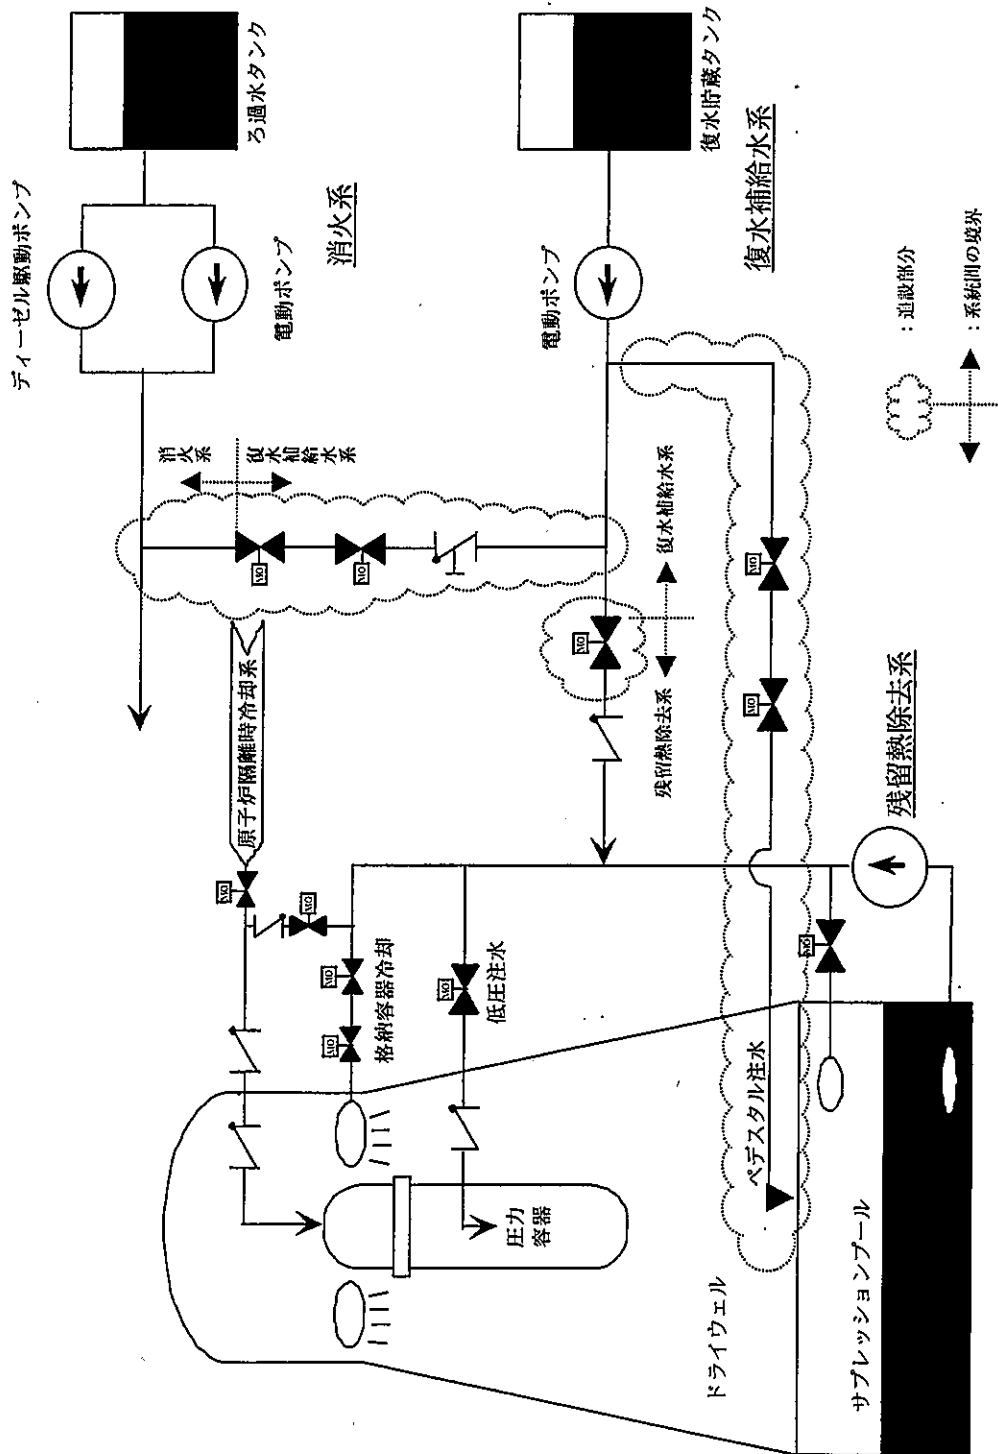 ディーゼル駆動ポンプ
電動ポンプ
ろ過水タンク
消火系
消火系
復水補給水系
電動ポンプ
復水貯蔵タンク
復水補給水系
MO
MO
原子炉隔離時冷却系
MO
MO
MO
MO
格納容器冷却
MO
低圧注水
MO
残留熱除去系
復水補給水系
MO
MO
残留熱除去系
MO
ペデスタル注水
圧力
容器
ドライウェル
サプレッションプール
：追設部分
：系統間の境界